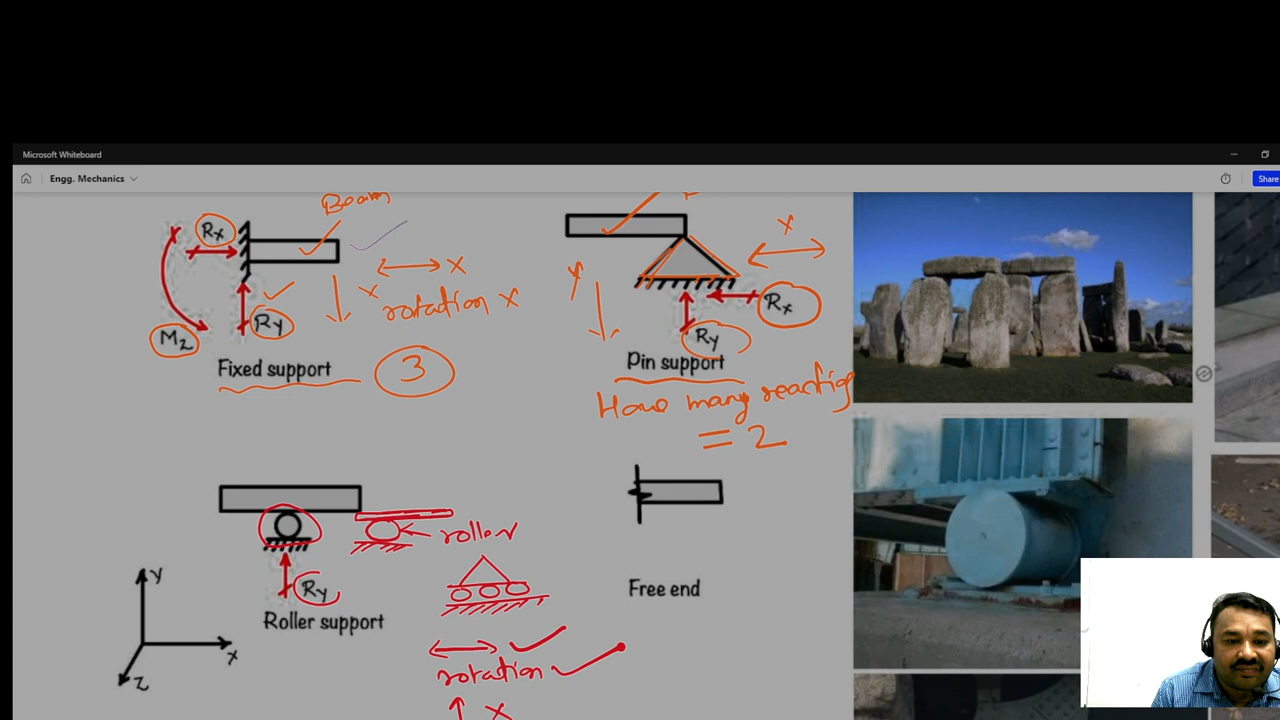 Microsoft Whiteboard
Engg. Mechanics
Share
Beam
Rx
x
Ry
x
rotation x
Mz
Fixed support
3
x
y
Rx
Ry
Pin support
How many reactions
= 2
roller
Ry
Roller support
Free end
y
x
z
rotation
x